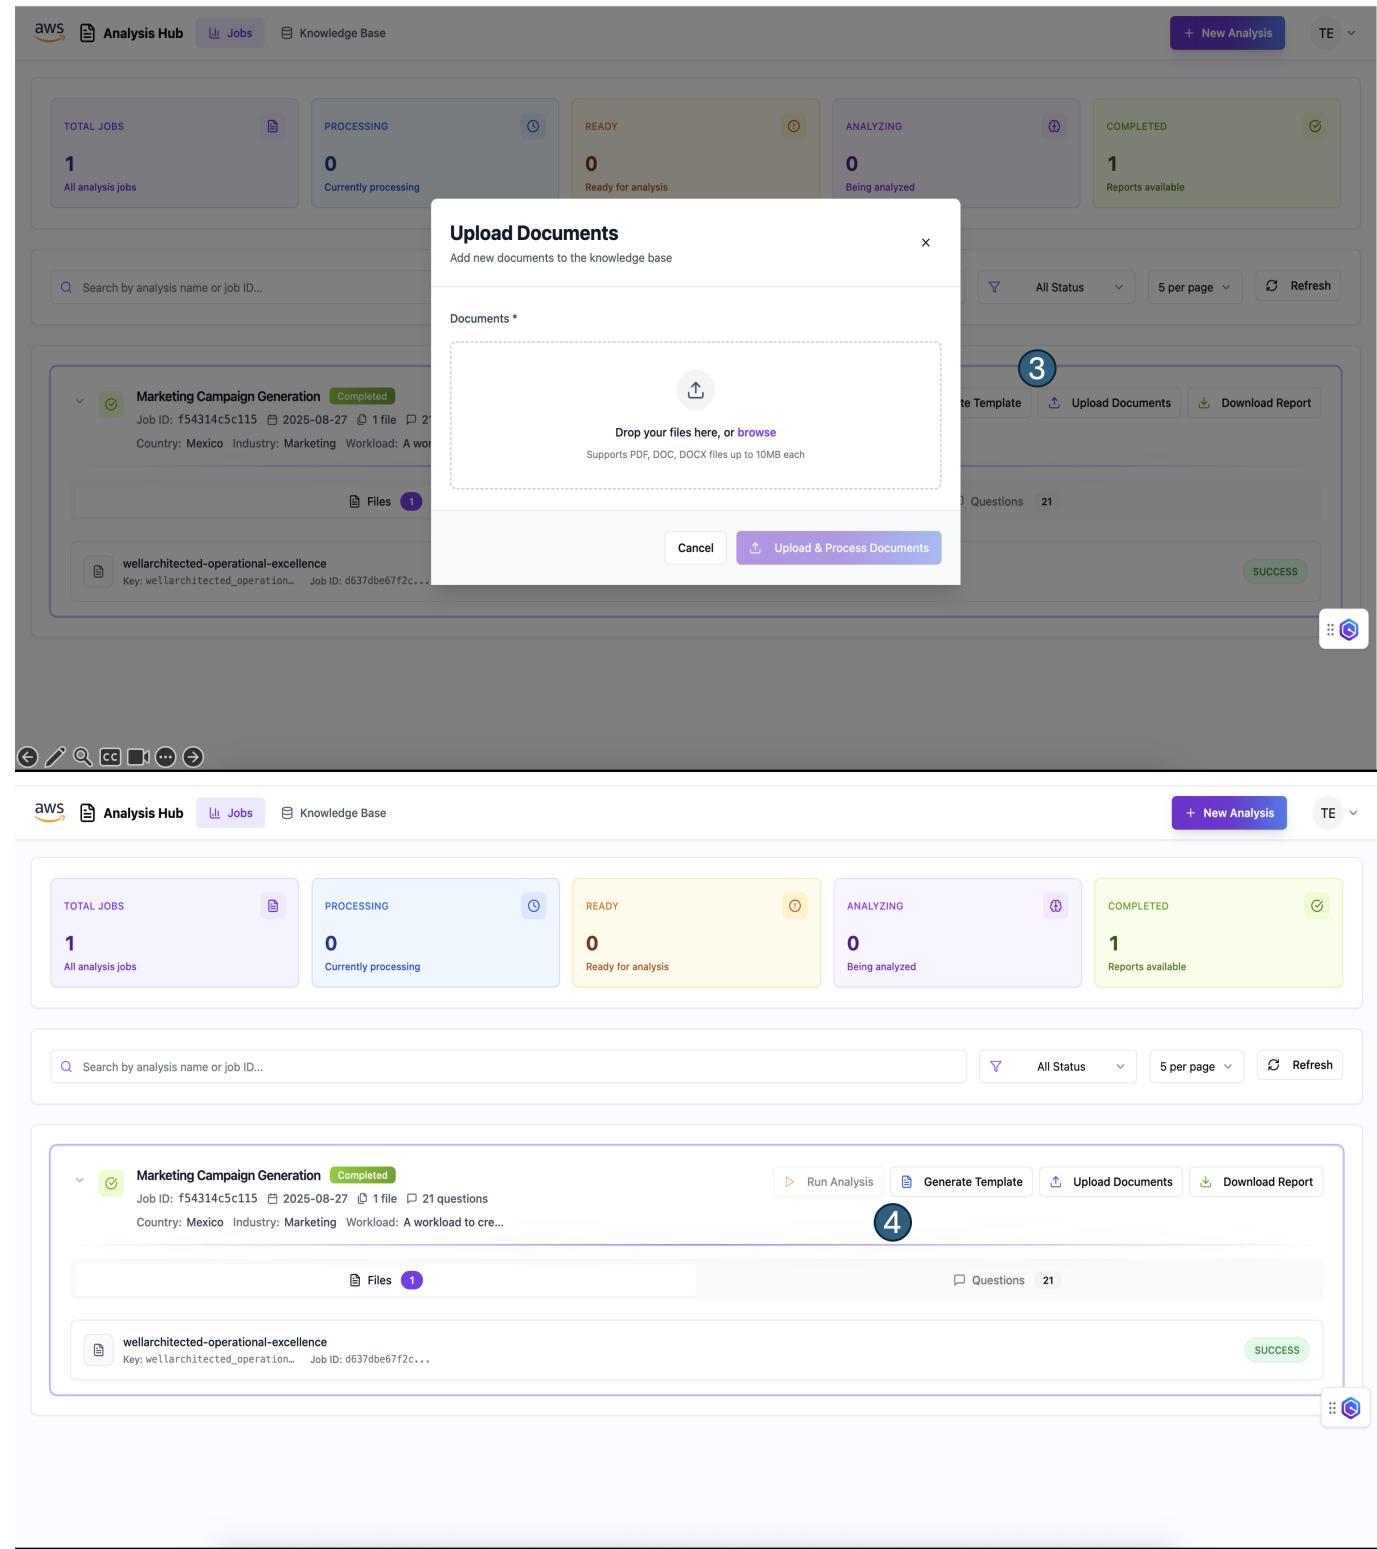 aws Analysis Hub Jobs Knowledge Base + New Analysis TE
TOTAL JOBS PROCESSING READY ANALYZING COMPLETED
1 0 0 0 1
All analysis jobs Currently processing Ready for analysis Being analyzed Reports available
Upload Documents
Add new documents to the knowledge base
Search by analysis name or job ID... All Status 5 per page Refresh
Documents *
3
Drop your files here, or browse
Supports PDF, DOC, DOCX files up to 10MB each
Marketing Campaign Generation Completed Template Upload Documents Download Report
Job ID: f54314c5c115 2025-08-27 1 file
Country: Mexico Industry: Marketing Workload: A
Files 1 Questions 21
Cancel Upload & Process Documents
wellarchitected-operational-excellence
Key: wellarchitected_operation… Job ID: d637dbe67f2c...
SUCCESS
CC
aws Analysis Hub Jobs Knowledge Base + New Analysis TE
TOTAL JOBS PROCESSING READY ANALYZING COMPLETED
1 0 0 0 1
All analysis jobs Currently processing Ready for analysis Being analyzed Reports available
Search by analysis name or job ID... All Status 5 per page Refresh
Marketing Campaign Generation Completed Run Analysis Generate Template Upload Documents Download Report
Job ID: f54314c5c115 2025-08-27 1 file 21 questions
Country: Mexico Industry: Marketing Workload: A workload to cre...
4
Files 1 Questions 21
wellarchitected-operational-excellence
Key: wellarchitected_operation… Job ID: d637dbe67f2c...
SUCCESS